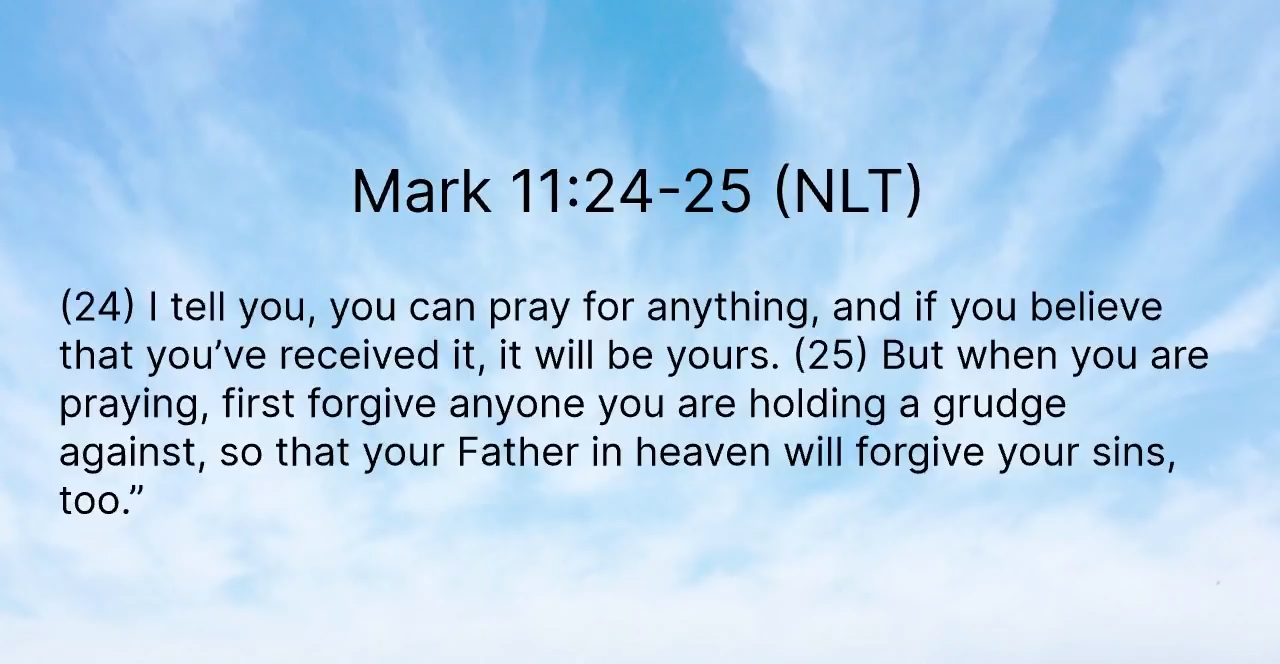 Mark 11:24-25 (NLT)
(24) I tell you, you can pray for anything, and if you believe
that you’ve received it, it will be yours. (25) But when you are
praying, first forgive anyone you are holding a grudge
against, so that your Father in heaven will forgive your sins,
too.”